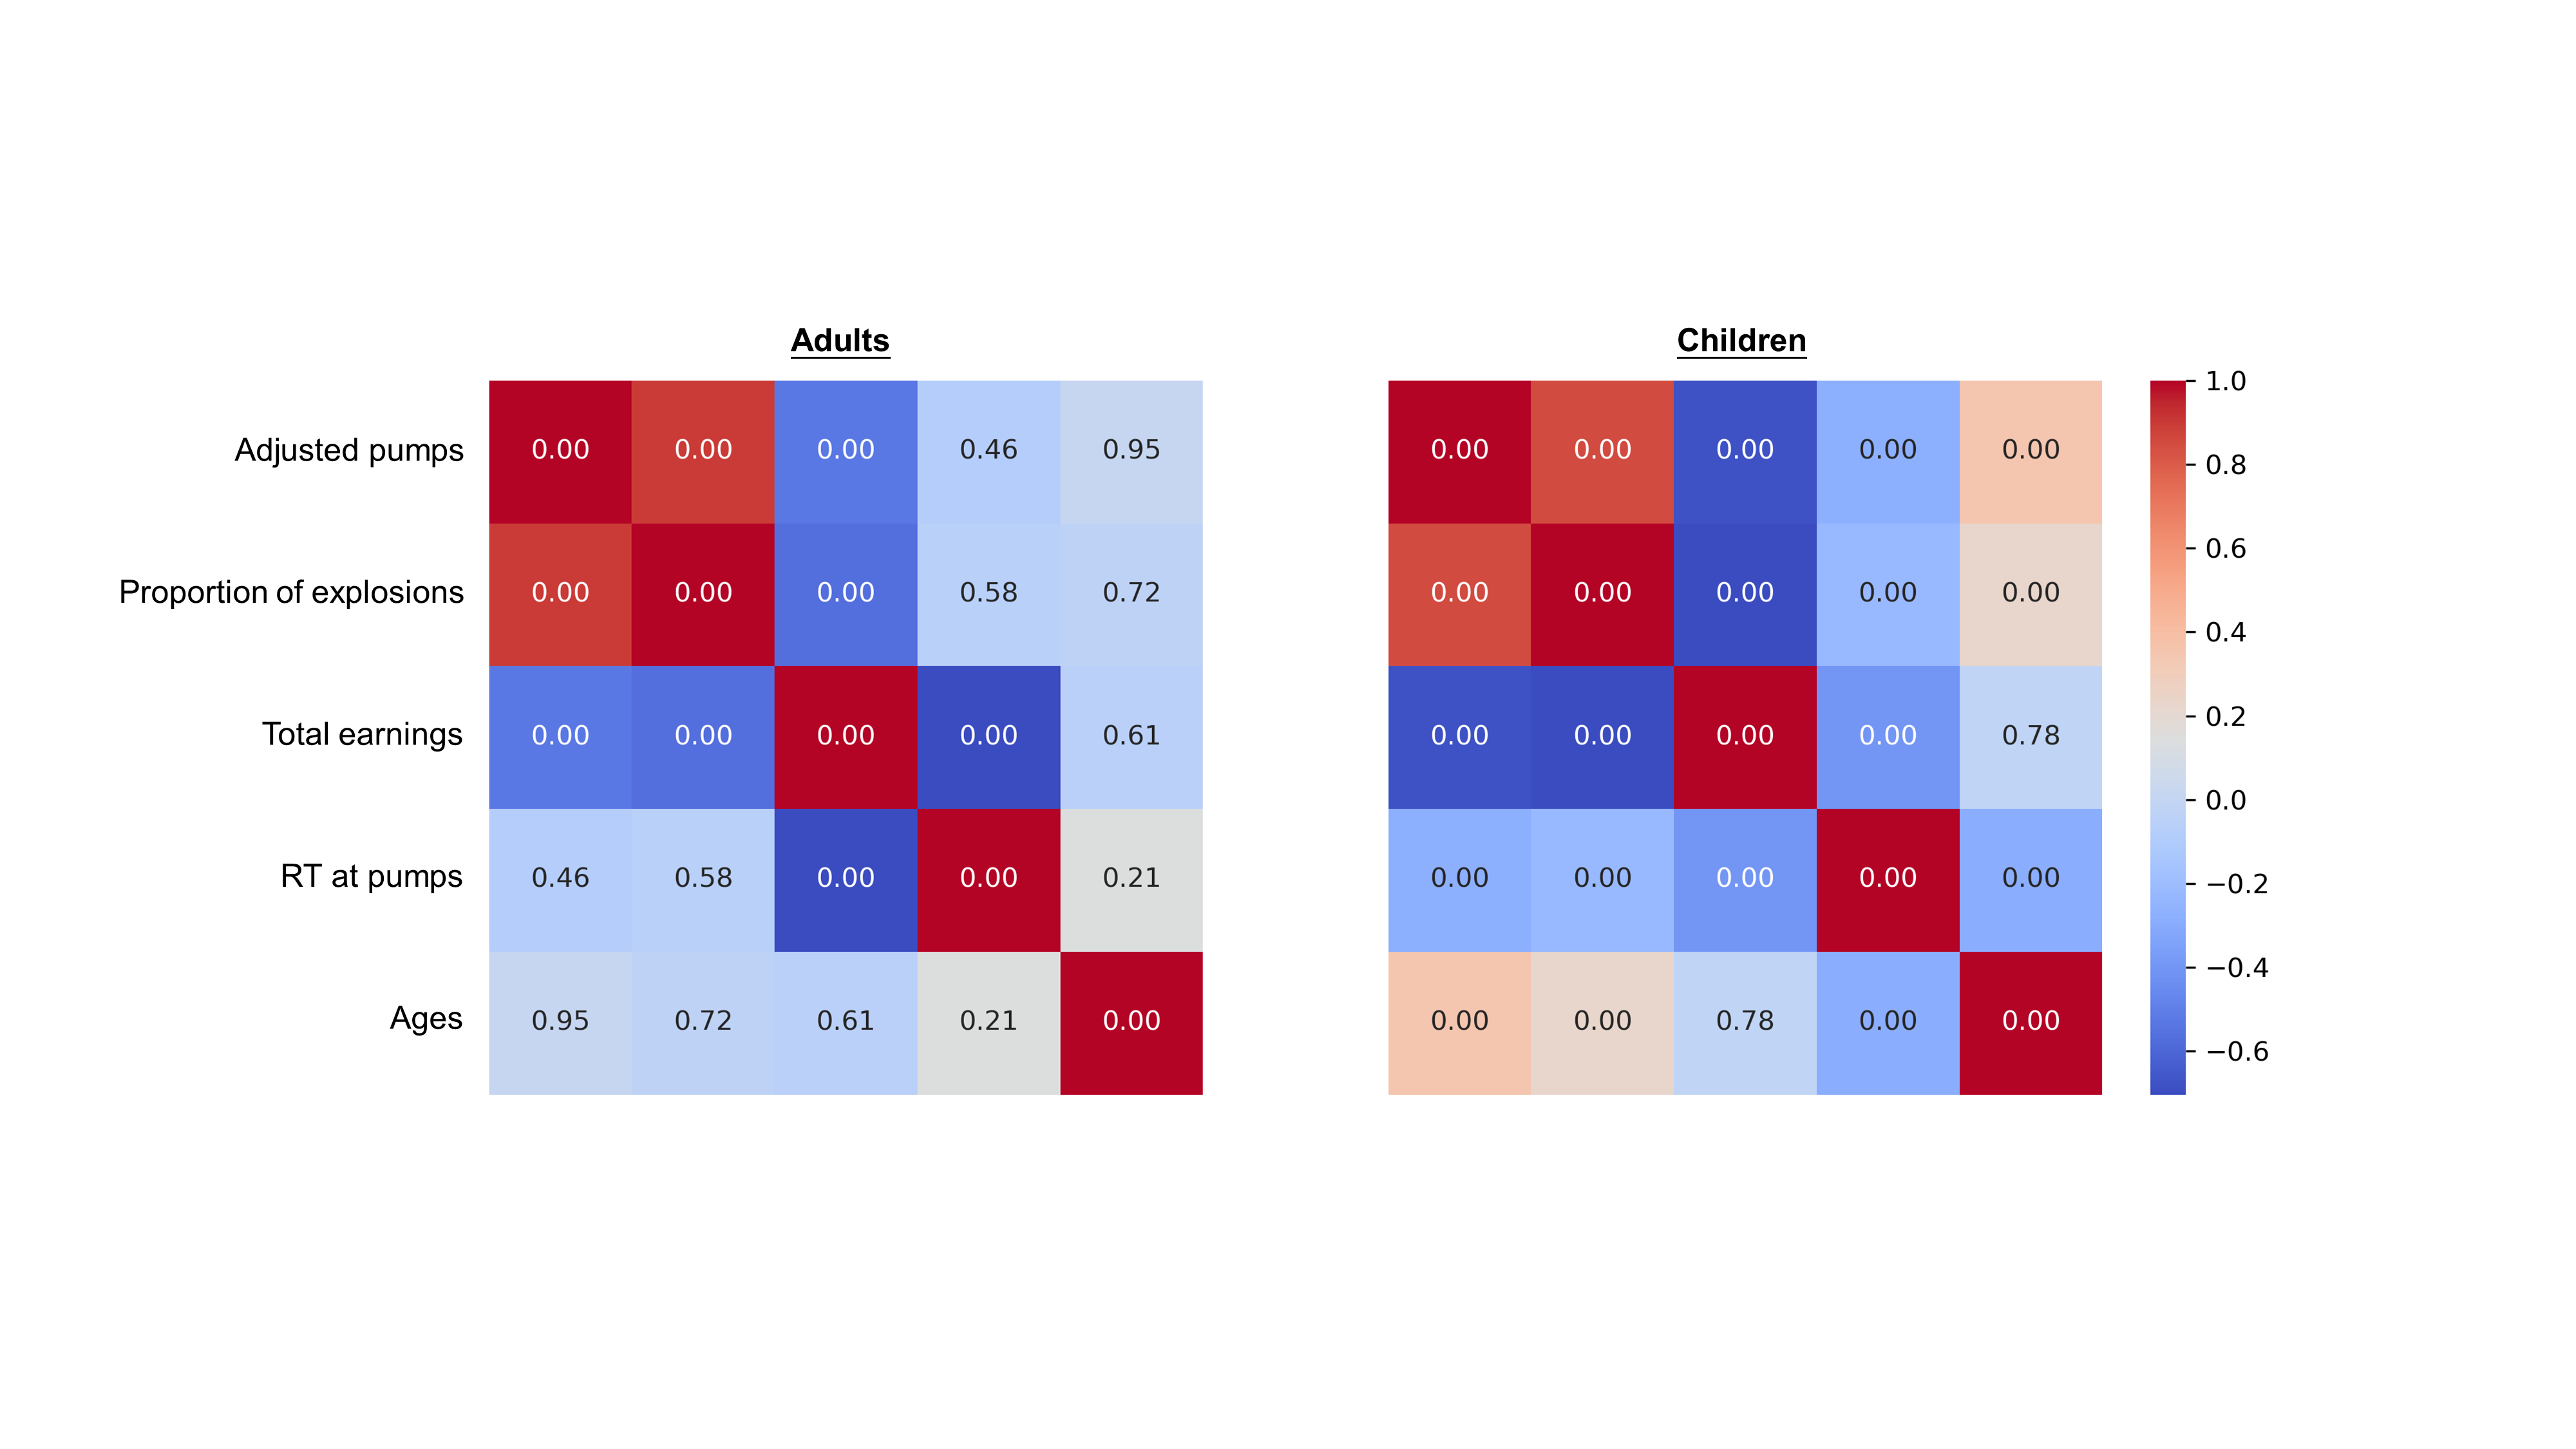 Adults
Children
Adjusted pumps 0.00 0.00 0.00 0.46 0.95 0.00 0.00 0.00 0.00 0.00
Proportion of explosions 0.00 0.00 0.00 0.58 0.72 0.00 0.00 0.00 0.00 0.00
Total earnings 0.00 0.00 0.00 0.00 0.61 0.00 0.00 0.00 0.00 0.78
RT at pumps 0.46 0.58 0.00 0.00 0.21 0.00 0.00 0.00 0.00 0.00
Ages 0.95 0.72 0.61 0.21 0.00 0.00 0.00 0.78 0.00 0.00
1.0
0.8
0.6
0.4
0.2
0.0
−0.2
−0.4
−0.6